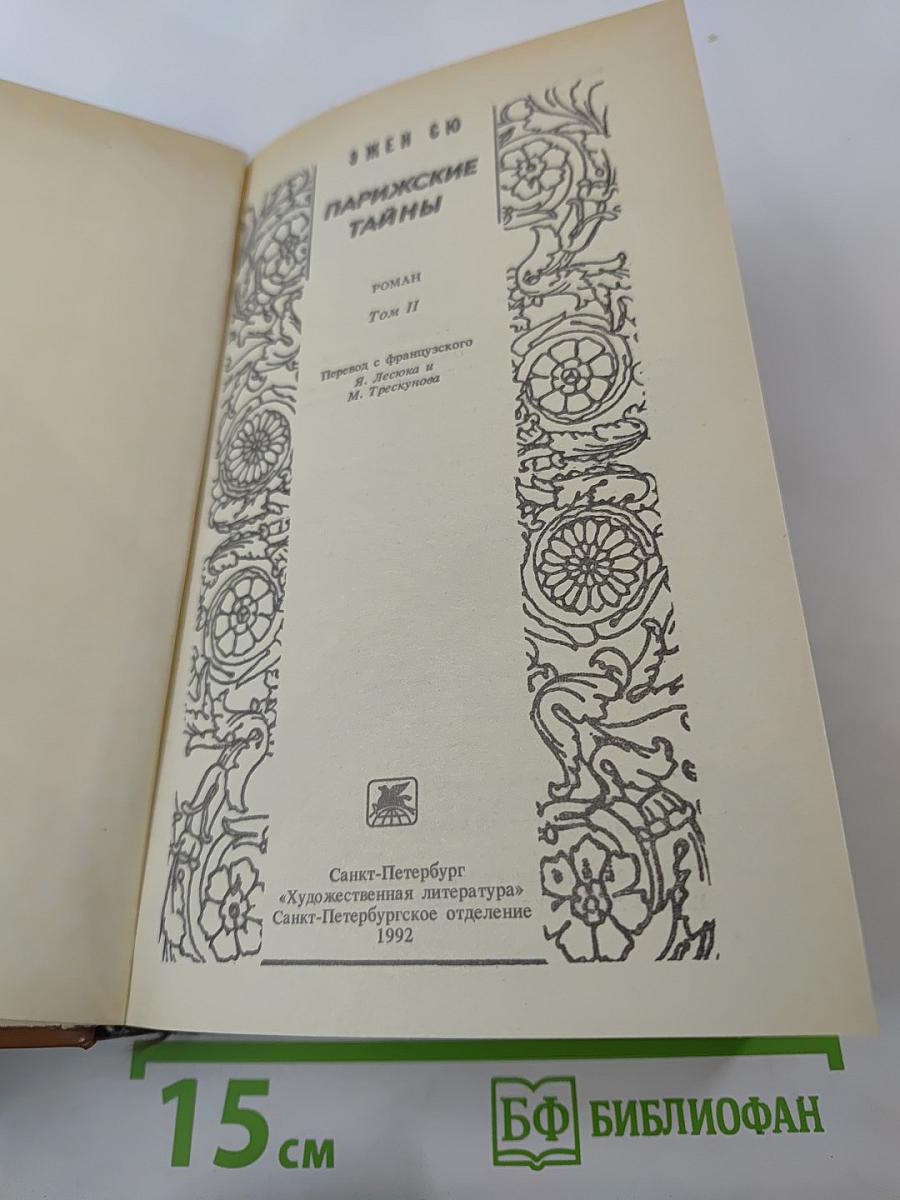 ЭЖЕН СЮ
ПАРИЖСКИЕ
ТАЙНЫ
РОМАН
Том II
Перевод с французского
Я. Лесюка и
М. Трескунова
Санкт-Петербург
«Художественная литература»
Санкт-Петербургское отделение
1992
15 см
БФ БИБЛИОФАН